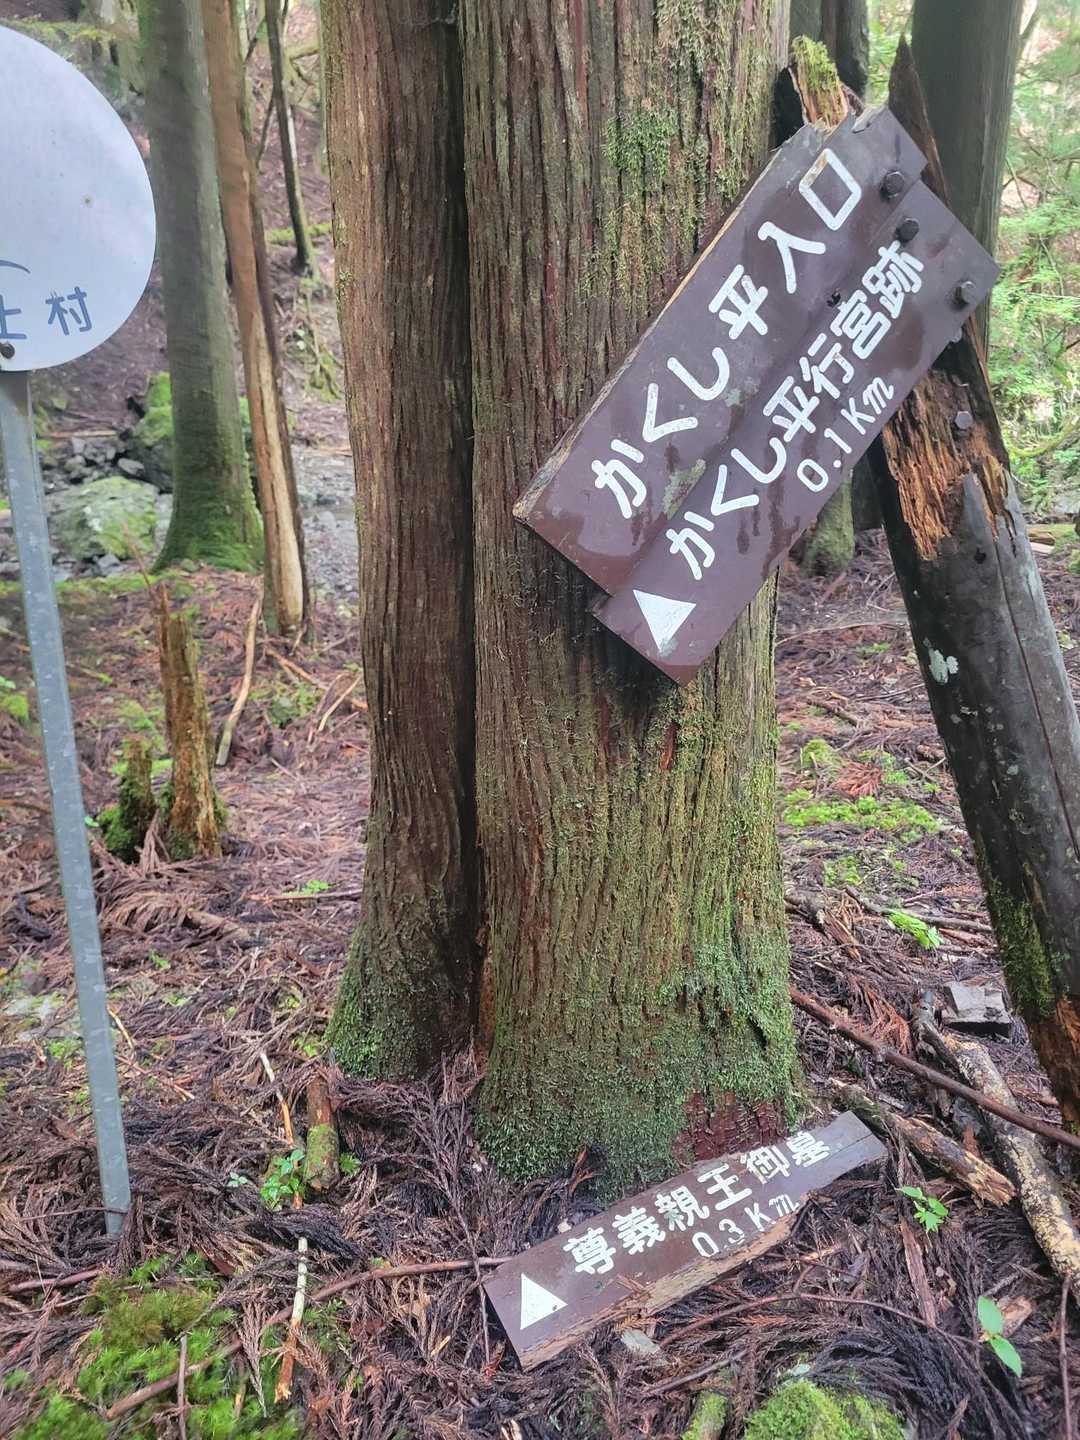 上村
かくし平入口
かくし平行宮跡
0.1Km
尊義親王御墓
0.3Km